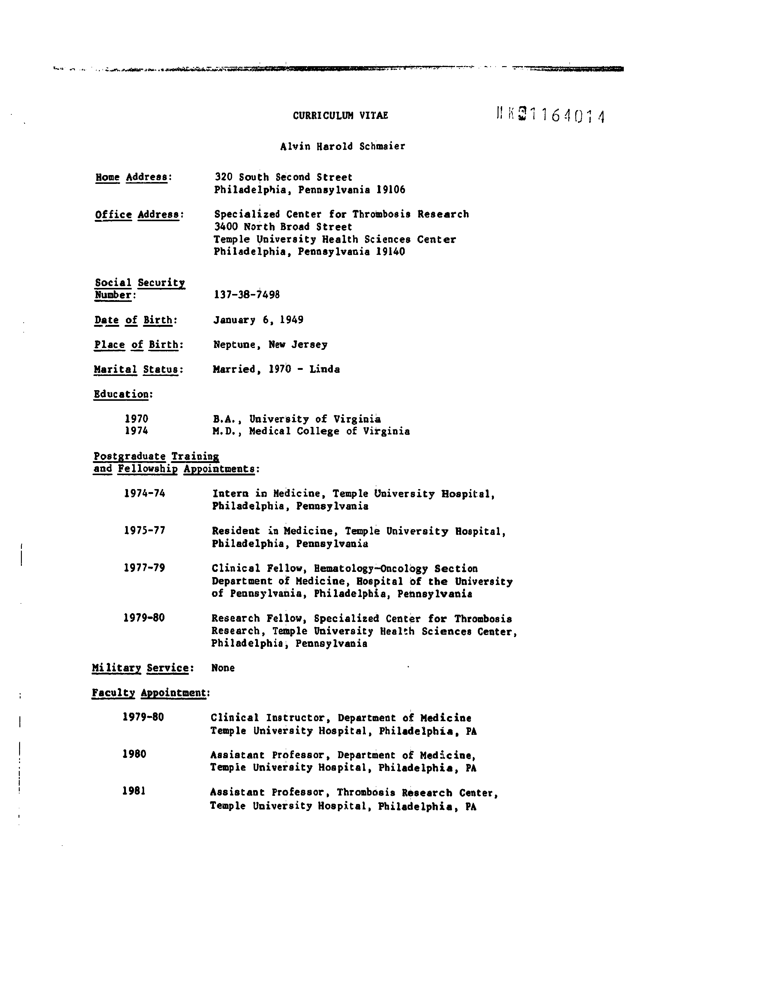 CURRICULUM VITAE
Alvin Harold Schmaier
Home Address: 320 South Second Street
Philadelphia, Pennsylvania 19106
Office Address: Specialized Center for Thrombosis Research
3400 North Broad Street
Temple University Health Sciences Center
Philadelphia, Pennsylvania 19140
Social Security
Number: 137-38-7498
Date of Birth: January 6, 1949
Place of Birth: Neptune, New Jersey
Marital Status: Married, 1970 - Linda
Education:
1970 B.A., University of Virginia
1974 M.D., Medical College of Virginia
Postgraduate Training
and Fellowship Appointments:
1974-74 Intern in Medicine, Temple University Hospital,
Philadelphia, Pennsylvania
1975-77 Resident in Medicine, Temple University Hospital,
Philadelphia, Pennsylvania
1977-79 Clinical Fellow, Hematology-Oncology Section
Department of Medicine, Hospital of the University
of Pennsylvania, Philadelphia, Pennsylvania
1979-80 Research Fellow, Specialized Center for Thrombosis
Research, Temple University Health Sciences Center,
Philadelphia, Pennsylvania
Military Service: None
Faculty Appointment:
1979-80 Clinical Instructor, Department of Medicine
Temple University Hospital, Philadelphia, PA
1980 Assistant Professor, Department of Medicine,
Temple University Hospital, Philadelphia, PA
1981 Assistant Professor, Thrombosis Research Center,
Temple University Hospital, Philadelphia, PA